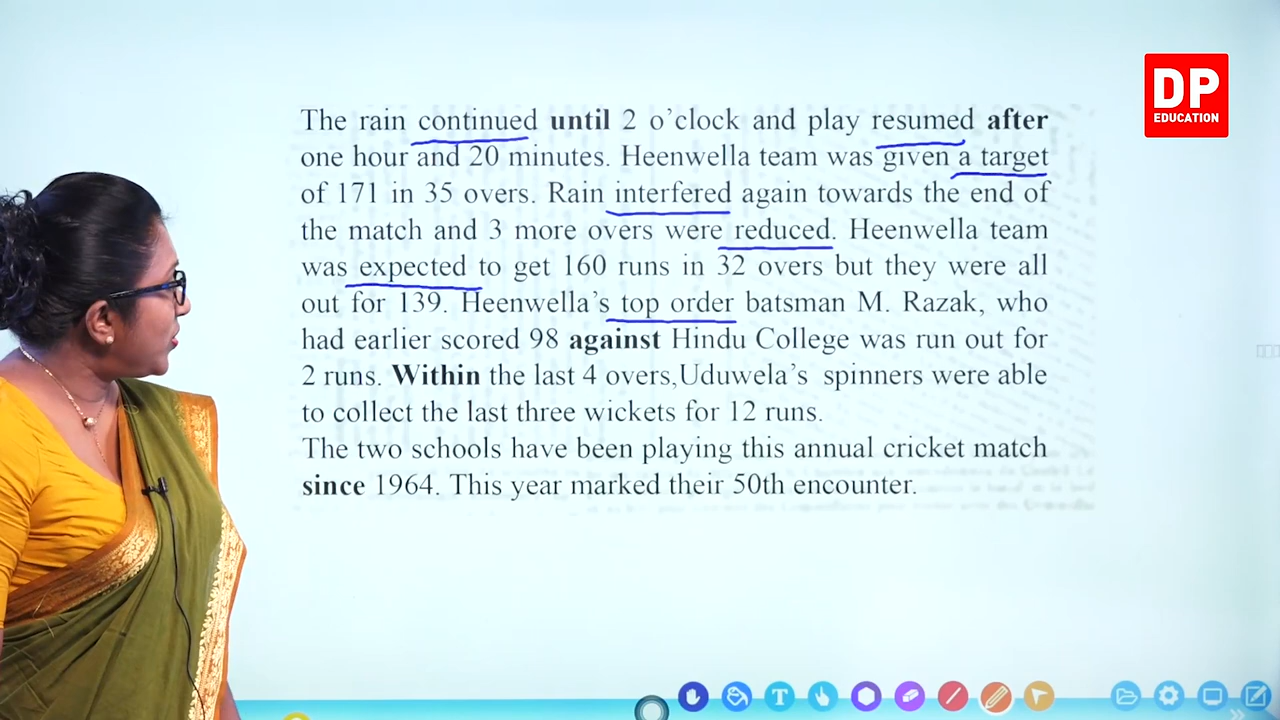 DP
EDUCATION
The rain continued until 2 o’clock and play resumed after
one hour and 20 minutes. Heenwella team was given a target
of 171 in 35 overs. Rain interfered again towards the end of
the match and 3 more overs were reduced. Heenwella team
was expected to get 160 runs in 32 overs but they were all
out for 139. Heenwella’s top order batsman M. Razak, who
had earlier scored 98 against Hindu College was run out for
2 runs. Within the last 4 overs,Uduwela’s spinners were able
to collect the last three wickets for 12 runs.
The two schools have been playing this annual cricket match
since 1964. This year marked their 50th encounter.